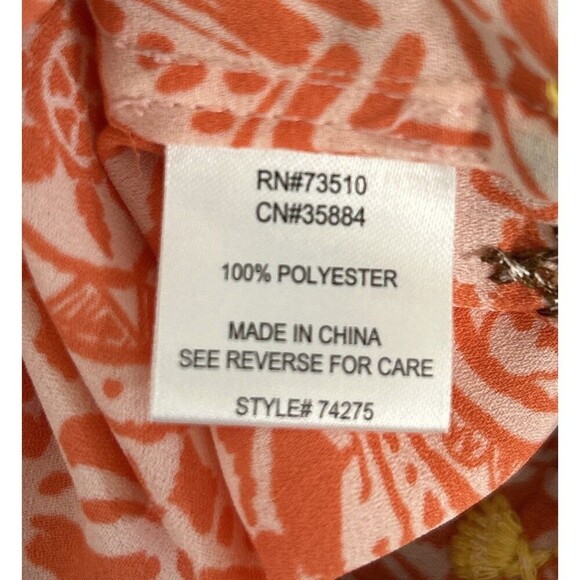 RN#73510
CN#35884
100% POLYESTER
MADE IN CHINA
SEE REVERSE FOR CARE
STYLE# 74275